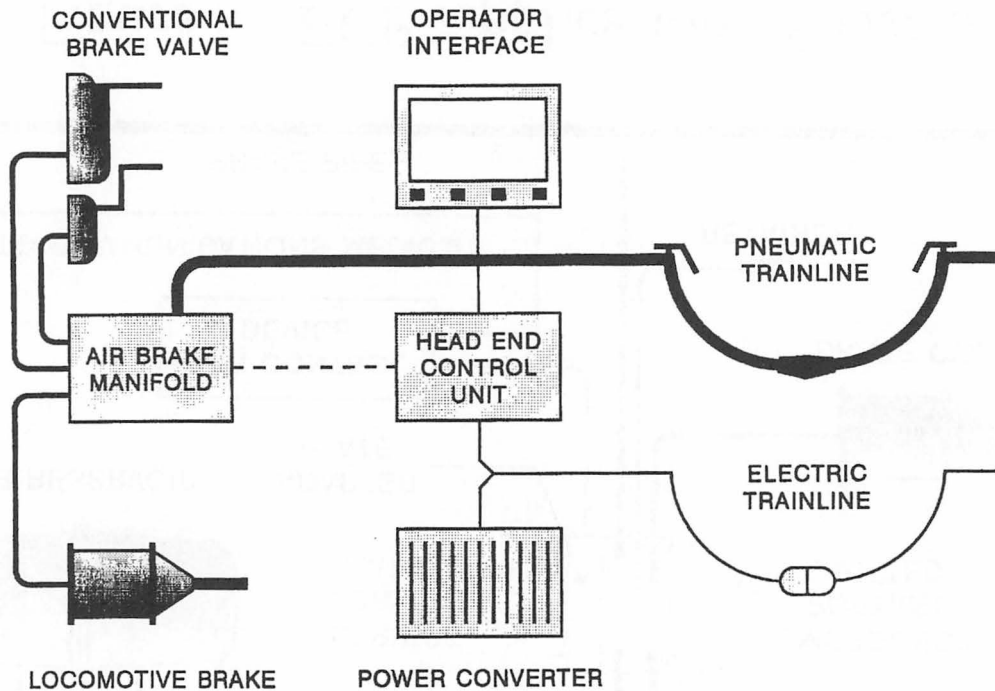 CONVENTIONAL
BRAKE VALVE
OPERATOR
INTERFACE
PNEUMATIC
TRAINLINE
AIR BRAKE
MANIFOLD
HEAD END
CONTROL
UNIT
ELECTRIC
TRAINLINE
LOCOMOTIVE BRAKE
POWER CONVERTER